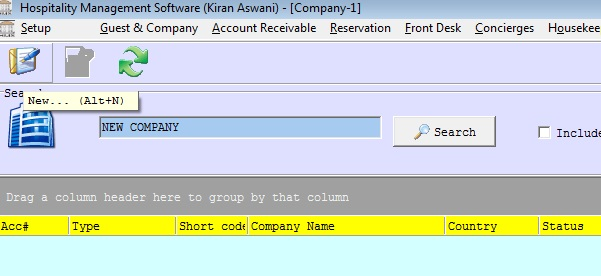 Hospitality Management Software (Kiran Aswani) - [Company-1]
Setup Guest & Company Account Receivable Reservation Front Desk Concierges Housekee
New... (Alt+N)
NEW COMPANY Search Include
Drag a column header here to group by that column
Acc# Type Short code Company Name Country Status